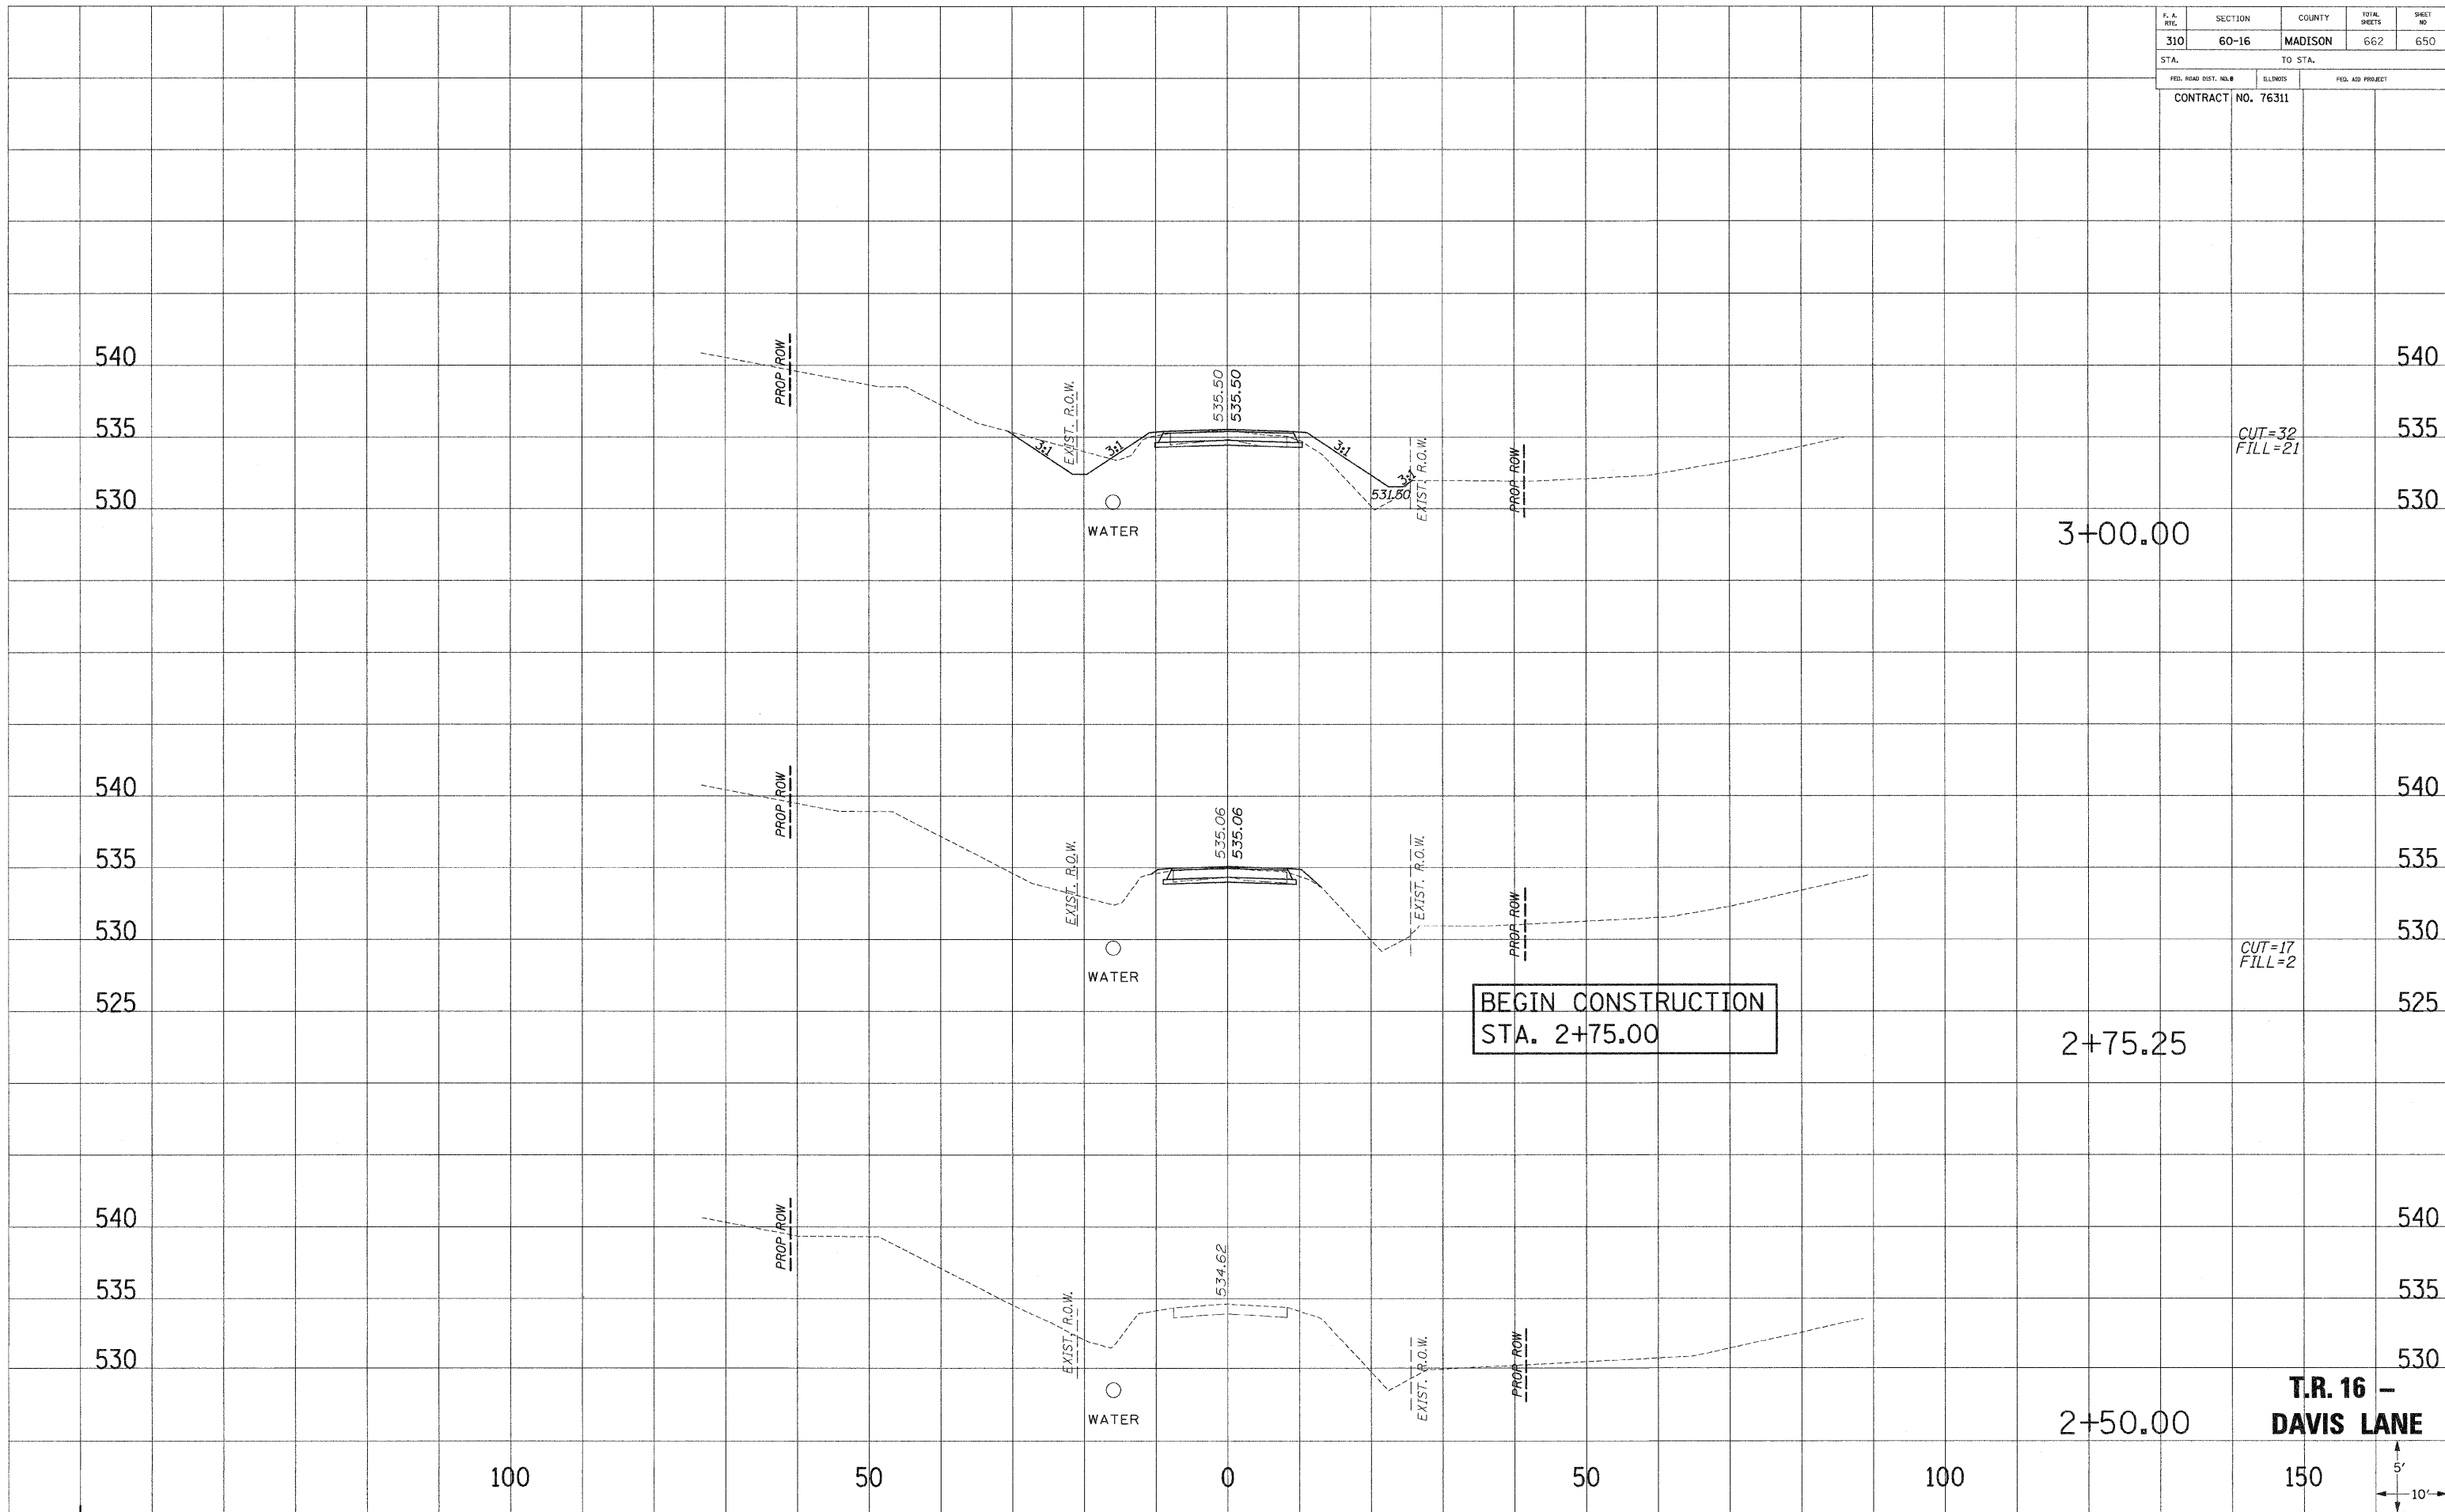 F. A. RTE. SECTION COUNTY TOTAL SHEETS SHEET NO
310 60-16 MADISON 662 650
STA. TO STA.
FED. ROAD DIST. NO. 8 ILLINOIS FED. AID PROJECT
CONTRACT NO. 76311
540 PROP ROW 535.50 535.50 540
535 EXIST. R.O.W. 3:1 3:1 3:1 3:1 531.50 EXIST. R.O.W. PROP ROW CUT=32 535
FILL=21
530 530
WATER 3+00.00
540 PROP ROW 535.06 535.06 540
535 EXIST. R.O.W. EXIST. R.O.W. PROP ROW 535
530 530
CUT=17
FILL=2
WATER
525 BEGIN CONSTRUCTION 525
STA. 2+75.00
2+75.25
540 PROP ROW 534.62 540
535 EXIST. R.O.W. EXIST. R.O.W. PROP ROW 535
530 530
T.R. 16 –
WATER 2+50.00 DAVIS LANE
100 50 0 50 100 150 5'
10'